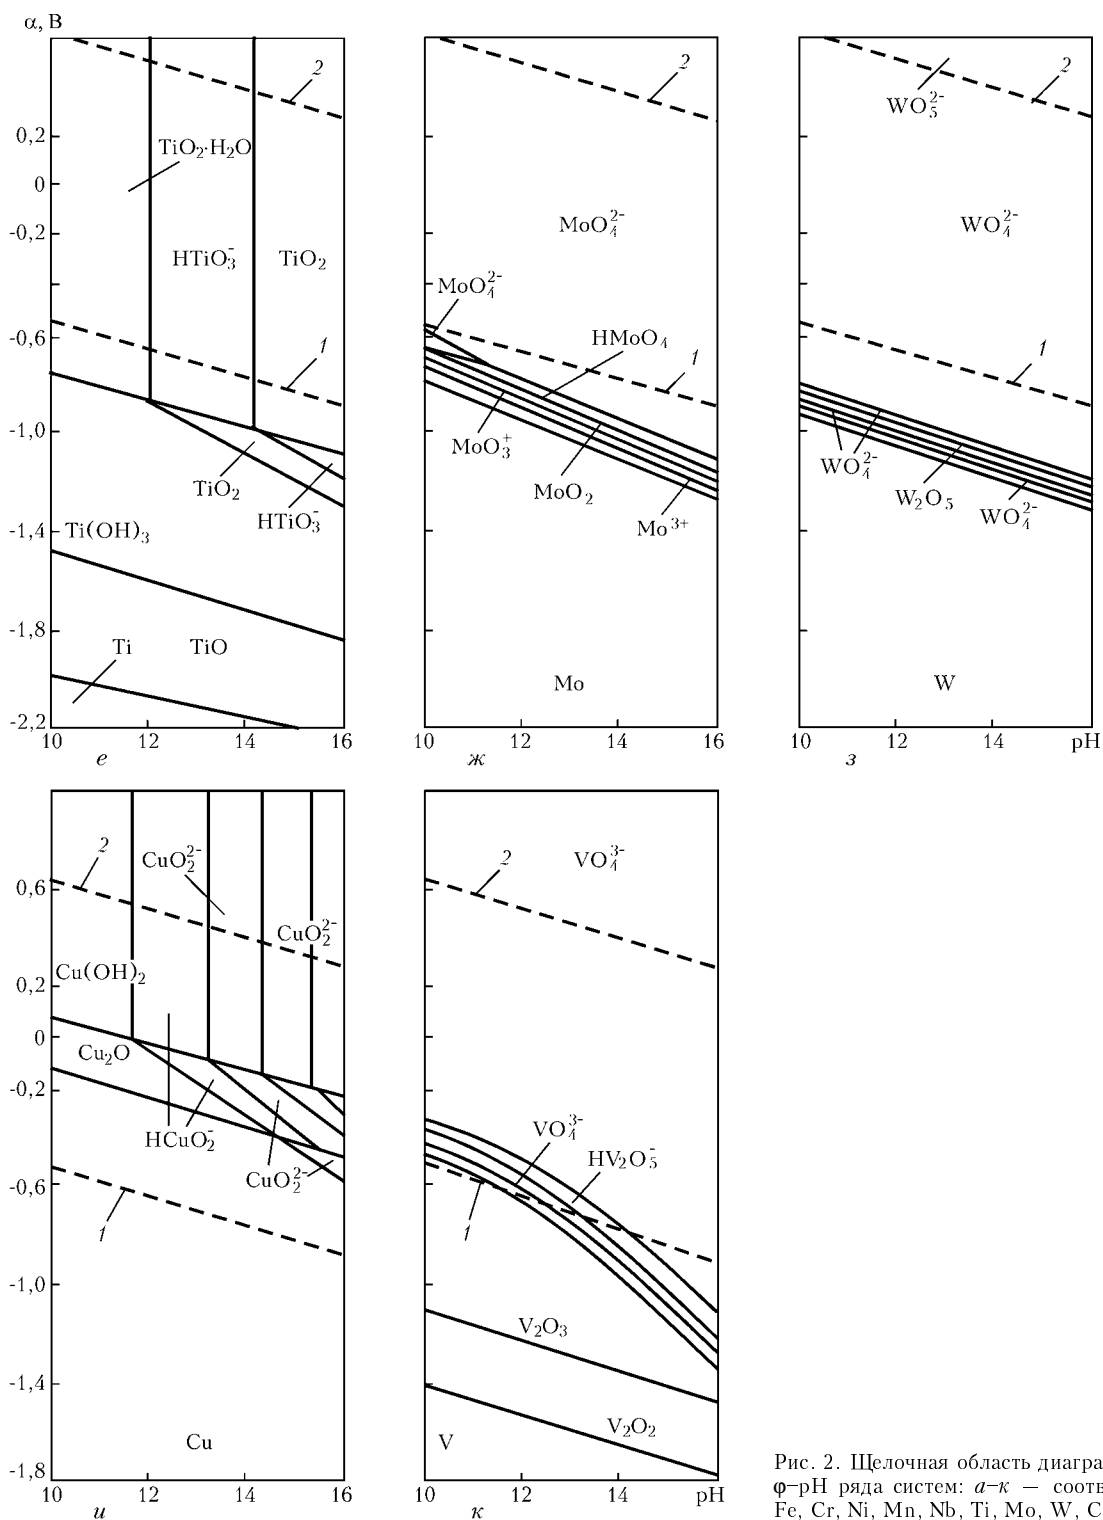 α, В
0,2
0
-0,2
-0,6
-1,0
-1,4
-1,8
-2,2
2
TiO₂·H₂O
HTiO₃⁻
TiO₂
1
TiO₂
HTiO₃⁻
Ti(OH)₃
Ti
TiO
10 12 14 16
е
2
MoO₄²⁻
MoO₄²⁻
HMoO₄
1
MoO₃⁺
MoO₂
Mo³⁺
Mo
10 12 14 16
ж
2
WO₅²⁻
WO₄²⁻
1
WO₄²⁻
W₂O₅
WO₄²⁻
W
10 12 14 pH
з
0,6
0,2
0
-0,2
-0,6
-1,0
-1,4
-1,8
2
CuO₂²⁻
CuO₂²⁻
Cu(OH)₂
Cu₂O
HCuO₂⁻
CuO₂²⁻
1
Cu
10 12 14 16
и
2
VO₄³⁻
VO₄³⁻
HV₂O₅⁻
1
V₂O₃
V₂O₂
V
10 12 14 pH
к
Рис. 2. Щелочная область диагра
φ–pH ряда систем: а–к — соотв
Fe, Cr, Ni, Mn, Nb, Ti, Mo, W, C